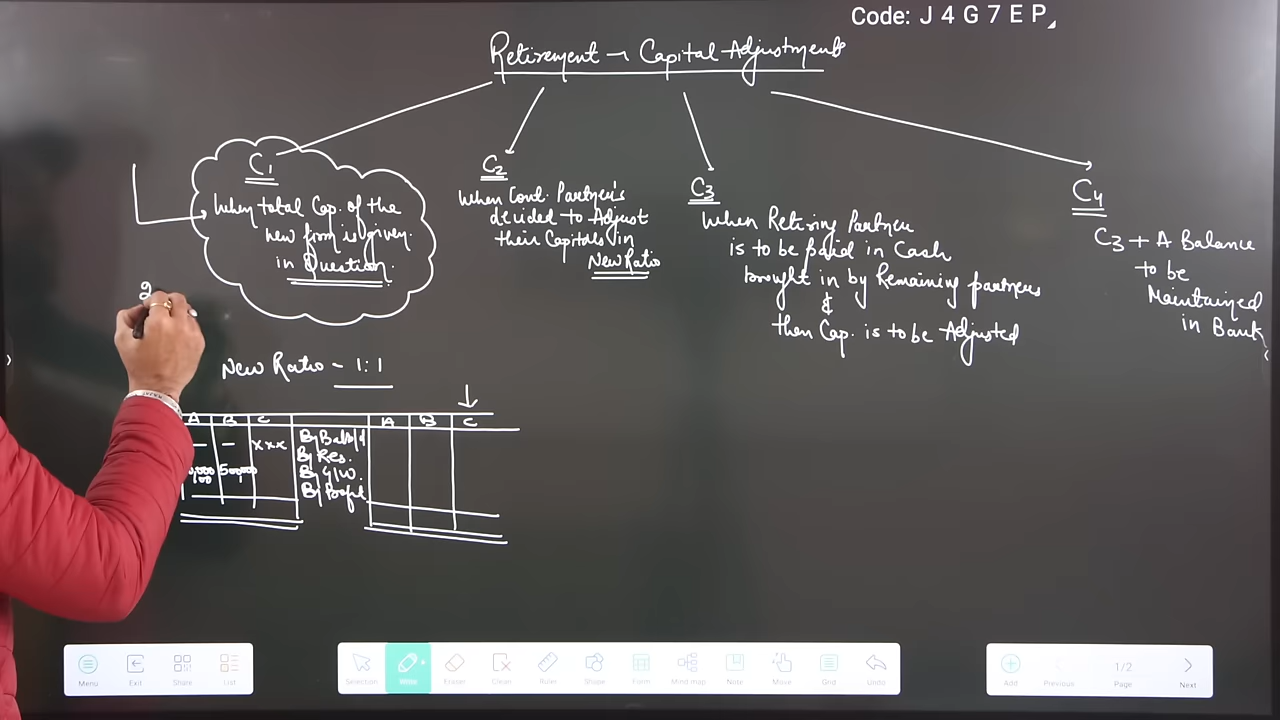 Code: J 4 G 7 E P
Retirement → Capital Adjustment
C1
When total Cap. of the
new firm is given
in Question.
C2
When Cont. Partner's
decided to Adjust
their Capitals in
New Ratio
C3
When Retiring Partner
is to be paid in Cash
brought in by Remaining partners
&
then Cap. is to be Adjusted
C4
C3 + A Balance
to be
Maintained
in Bank
New Ratio - 1:1
A B C A B C
— — xxx By Bal b/d
By Res.
500,000 By G/W.
By Profit
Menu Exit Share List
Selection Write Eraser Clean Ruler Shape Form Mind map Note Move Grid Undo
Add Previous 1/2 Page Next